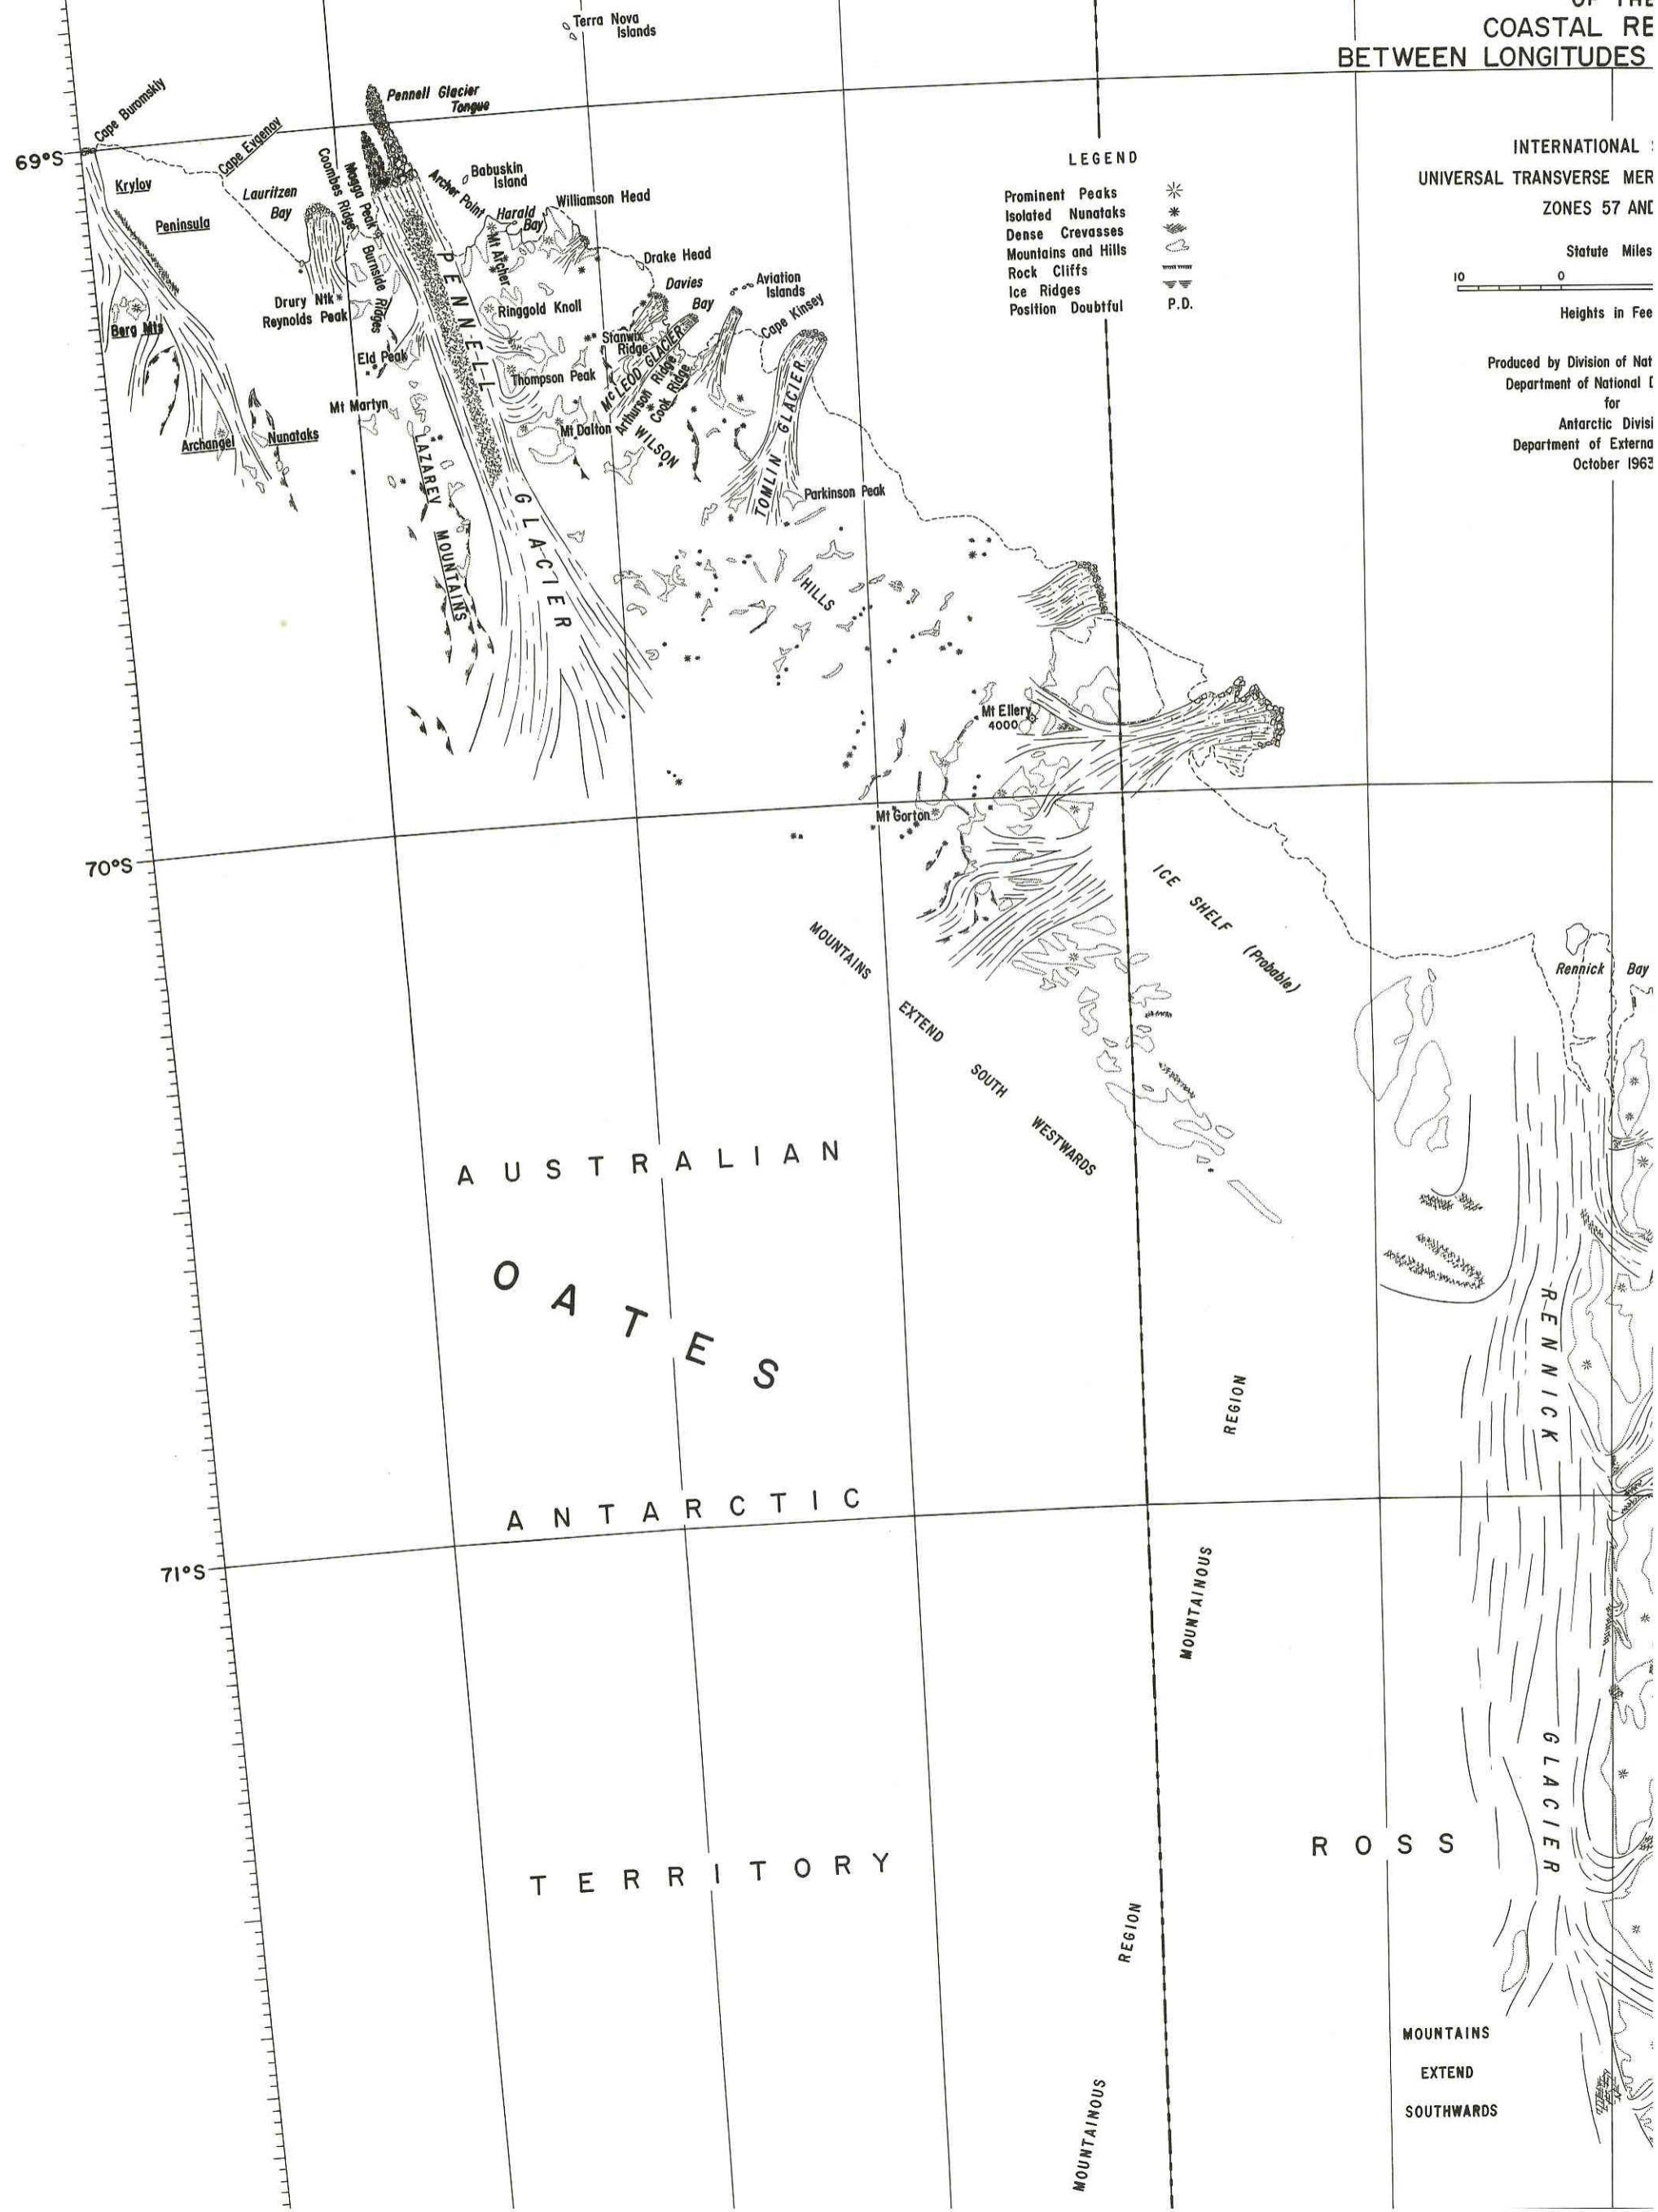 OF THE
COASTAL RE
BETWEEN LONGITUDES
Terra Nova
Islands
Pennell Glacier
Tongue
Cape Buromskiy
69°S
Cape Evgenov
Krylov
Peninsula
Lauritzen
Bay
Coombes Ridge
Nogga Peak
Archer Point
Babuskin
Island
Harald
Bay
Williamson Head
Mt Archer
Burnside Ridges
Drake Head
Davies
Bay
Aviation
Islands
Cape Kinsey
Drury Ntk
Reynolds Peak
Ringgold Knoll
Berg Mts
Stanwix
Ridge
Eld Peak
Thompson Peak
McLEOD GLACIER
Arthurson Ridge
Cook Ridge
Mt Martyn
Mt Dalton
WILSON
HILLS
Archangel
Nunataks
PENNELL
GLACIER
TOMLIN GLACIER
Parkinson Peak
LAZAREV
MOUNTAINS
LEGEND
Prominent Peaks
Isolated Nunataks
Dense Crevasses
Mountains and Hills
Rock Cliffs
Ice Ridges
Position Doubtful P.D.
INTERNATIONAL
UNIVERSAL TRANSVERSE MER
ZONES 57 AND
Statute Miles
10 0
Heights in Fee
Produced by Division of Nat
Department of National D
for
Antarctic Divisi
Department of Externa
October 1963
Mt Ellery
4000
Mt Gorton
70°S
ICE SHELF (Probable)
MOUNTAINS EXTEND SOUTH WESTWARDS
Rennick Bay
AUSTRALIAN
OATES
ANTARCTIC
71°S
TERRITORY
REGION
MOUNTAINOUS
REGION
MOUNTAINOUS
RENNICK
GLACIER
ROSS
MOUNTAINS
EXTEND
SOUTHWARDS